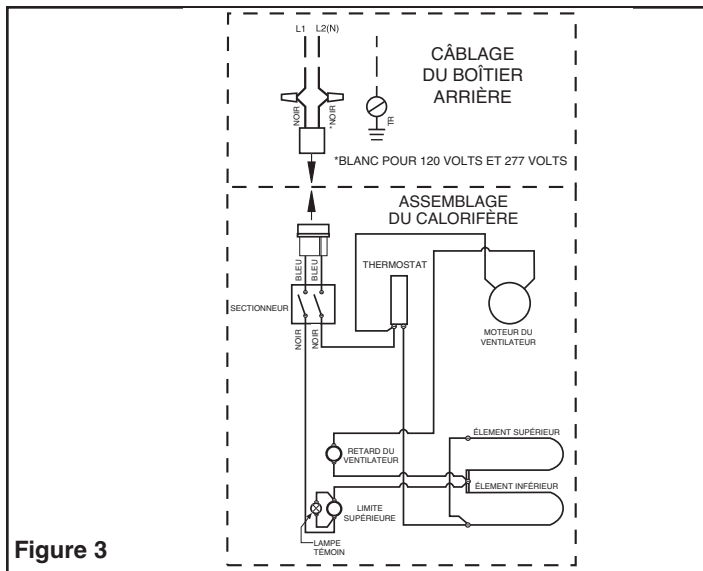 L1 L2(N)
CÂBLAGE
DU BOÎTIER
ARRIÈRE
NOIR
*NOIR
TR
*BLANC POUR 120 VOLTS ET 277 VOLTS
ASSEMBLAGE
DU CALORIFÈRE
BLEU
BLEU
THERMOSTAT
SECTIONNEUR
NOIR
NOIR
MOTEUR DU
VENTILATEUR
ÉLEMENT SUPÉRIEUR
RETARD DU
VENTILATEUR
ÉLEMENT INFÉRIEUR
LIMITE
SUPÉRIEURE
LAMPE
TÉMOIN
Figure 3